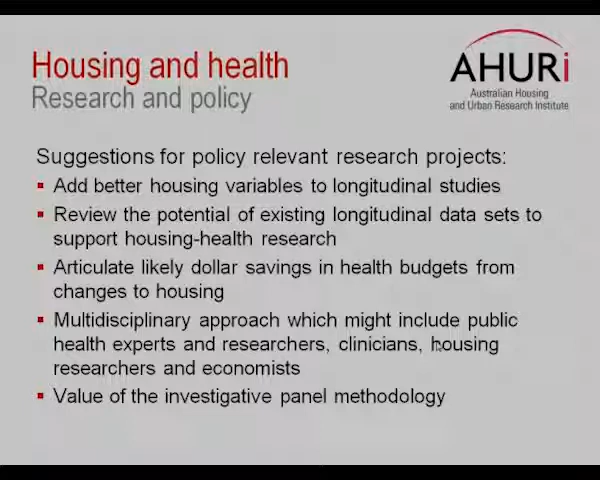 Housing and health
Research and policy
AHURi
Australian Housing
and Urban Research Institute
Suggestions for policy relevant research projects:
▪ Add better housing variables to longitudinal studies
▪ Review the potential of existing longitudinal data sets to
support housing-health research
▪ Articulate likely dollar savings in health budgets from
changes to housing
▪ Multidisciplinary approach which might include public
health experts and researchers, clinicians, housing
researchers and economists
▪ Value of the investigative panel methodology